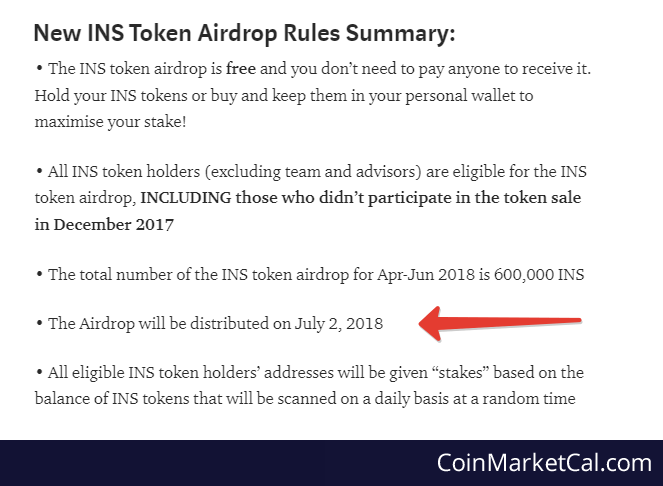 New INS Token Airdrop Rules Summary:
• The INS token airdrop is free and you don’t need to pay anyone to receive it.
Hold your INS tokens or buy and keep them in your personal wallet to
maximise your stake!
• All INS token holders (excluding team and advisors) are eligible for the INS
token airdrop, INCLUDING those who didn’t participate in the token sale
in December 2017
• The total number of the INS token airdrop for Apr-Jun 2018 is 600,000 INS
• The Airdrop will be distributed on July 2, 2018
• All eligible INS token holders’ addresses will be given “stakes” based on the
balance of INS tokens that will be scanned on a daily basis at a random time
CoinMarketCal.com